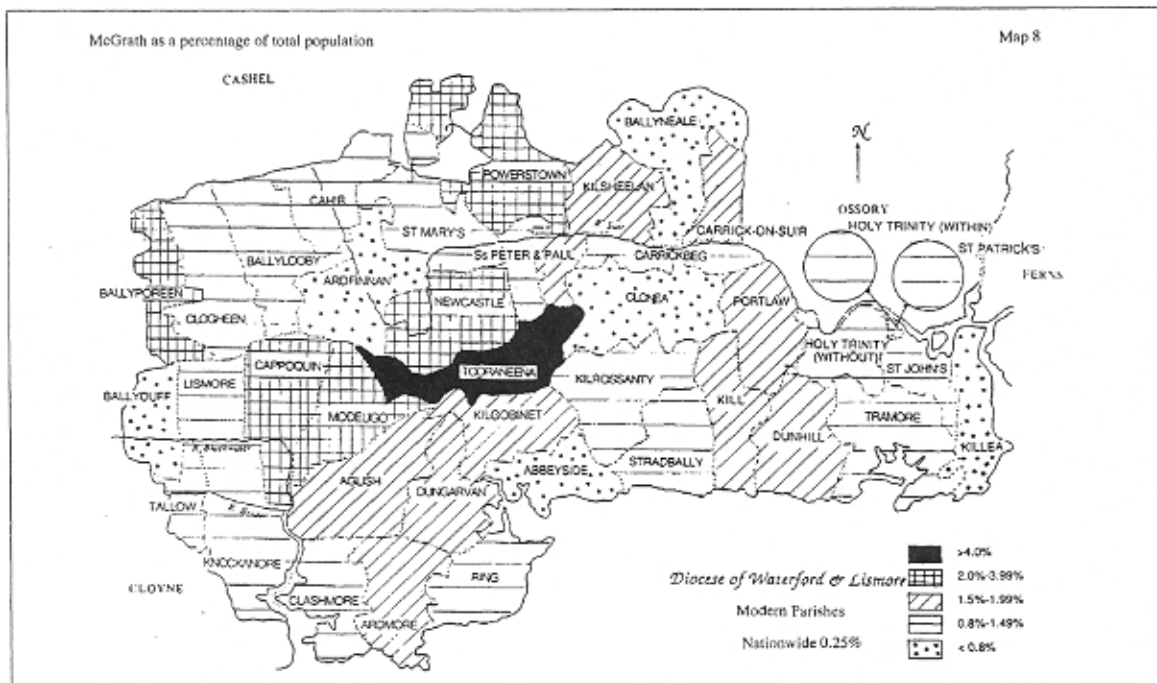 McGrath as a percentage of total population
Map 8
CASHEL
BALLYNEALE
N
POWERSTOWN
KILSHEELAN
CAHIR
OSSORY
HOLY TRINITY (WITHIN)
ST MARY'S
R. Suir
CARRICK-ON-SUIR
ST PATRICK'S
Ss PETER & PAUL
CARRICKBEG
FERNS
BALLYLOOBY
ARDFINNAN
BALLYPOREEN
NEWCASTLE
CLONEA
PORTLAW
CLOGHEEN
HOLY TRINITY
(WITHOUT)
CAPPOQUIN
TOORANEENA
KILROSSANTY
ST JOHN'S
LISMORE
BALLYDUFF
MODELIGO
KILGOBINET
KILL
TRAMORE
DUNHILL
KILLEA
R. Blackwater
AGLISH
ABBEYSIDE
STRADBALLY
DUNGARVAN
TALLOW
R. Bride
KNOCKANORE
RING
CLOYNE
CLASHMORE
ARDMORE
Diocese of Waterford & Lismore
Modern Parishes
Nationwide 0.25%
>4.0%
2.0%-3.99%
1.5%-1.99%
0.8%-1.49%
< 0.8%